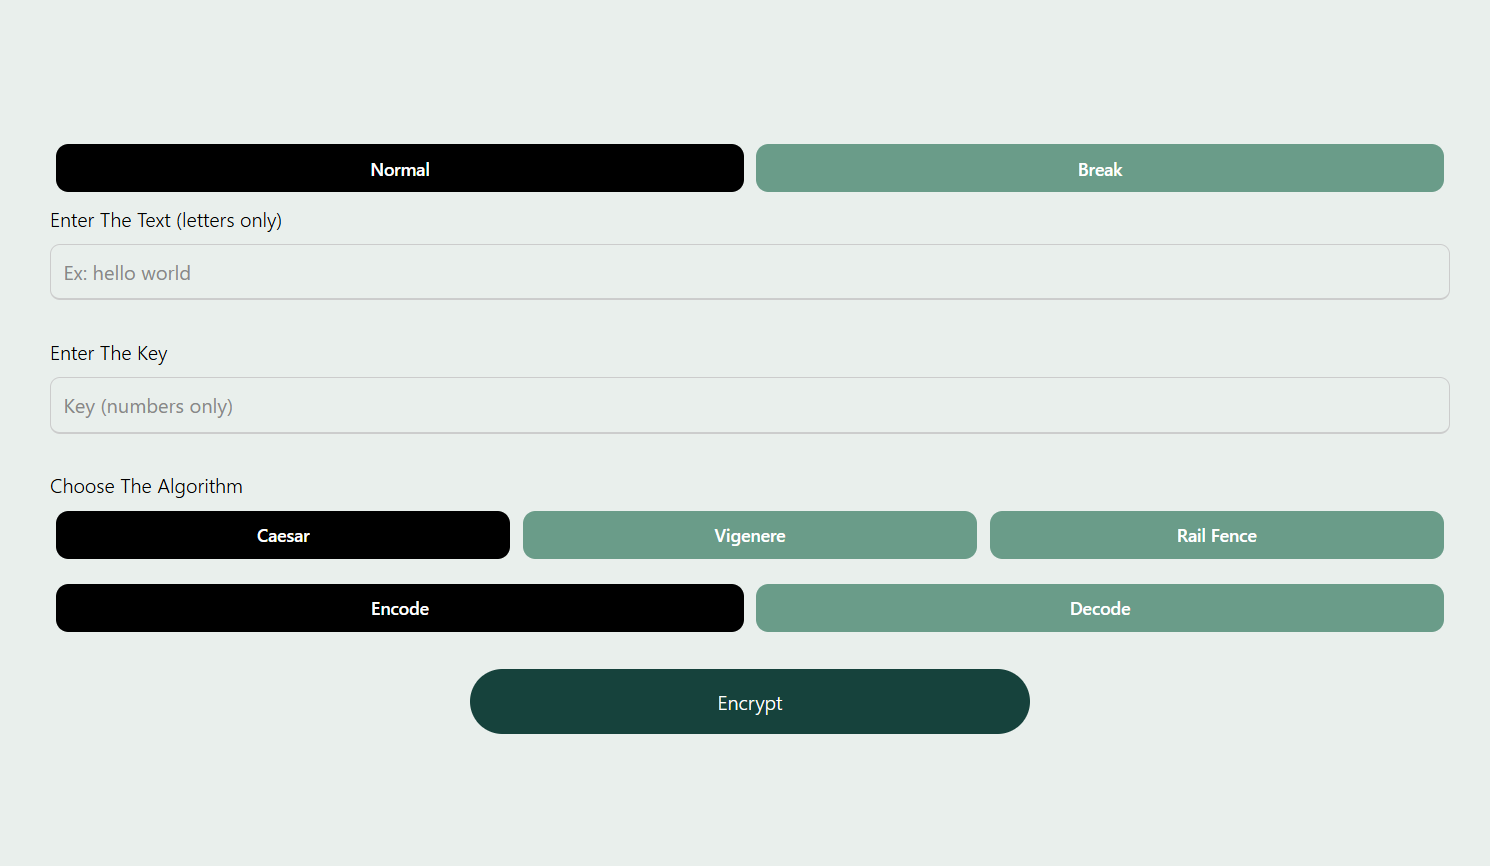 Normal Break
Enter The Text (letters only)
Ex: hello world
Enter The Key
Key (numbers only)
Choose The Algorithm
Caesar Vigenere Rail Fence
Encode Decode
Encrypt